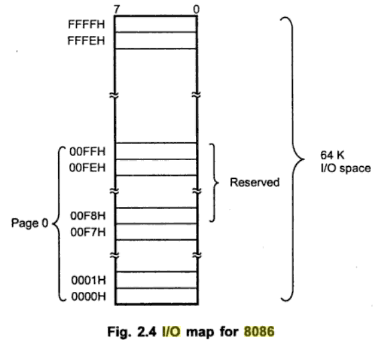 7 0
FFFFH
FFFEH
00FFH
00FEH
Reserved
64 K
I/O space
Page 0
00F8H
00F7H
0001H
0000H
Fig. 2.4 I/O map for 8086